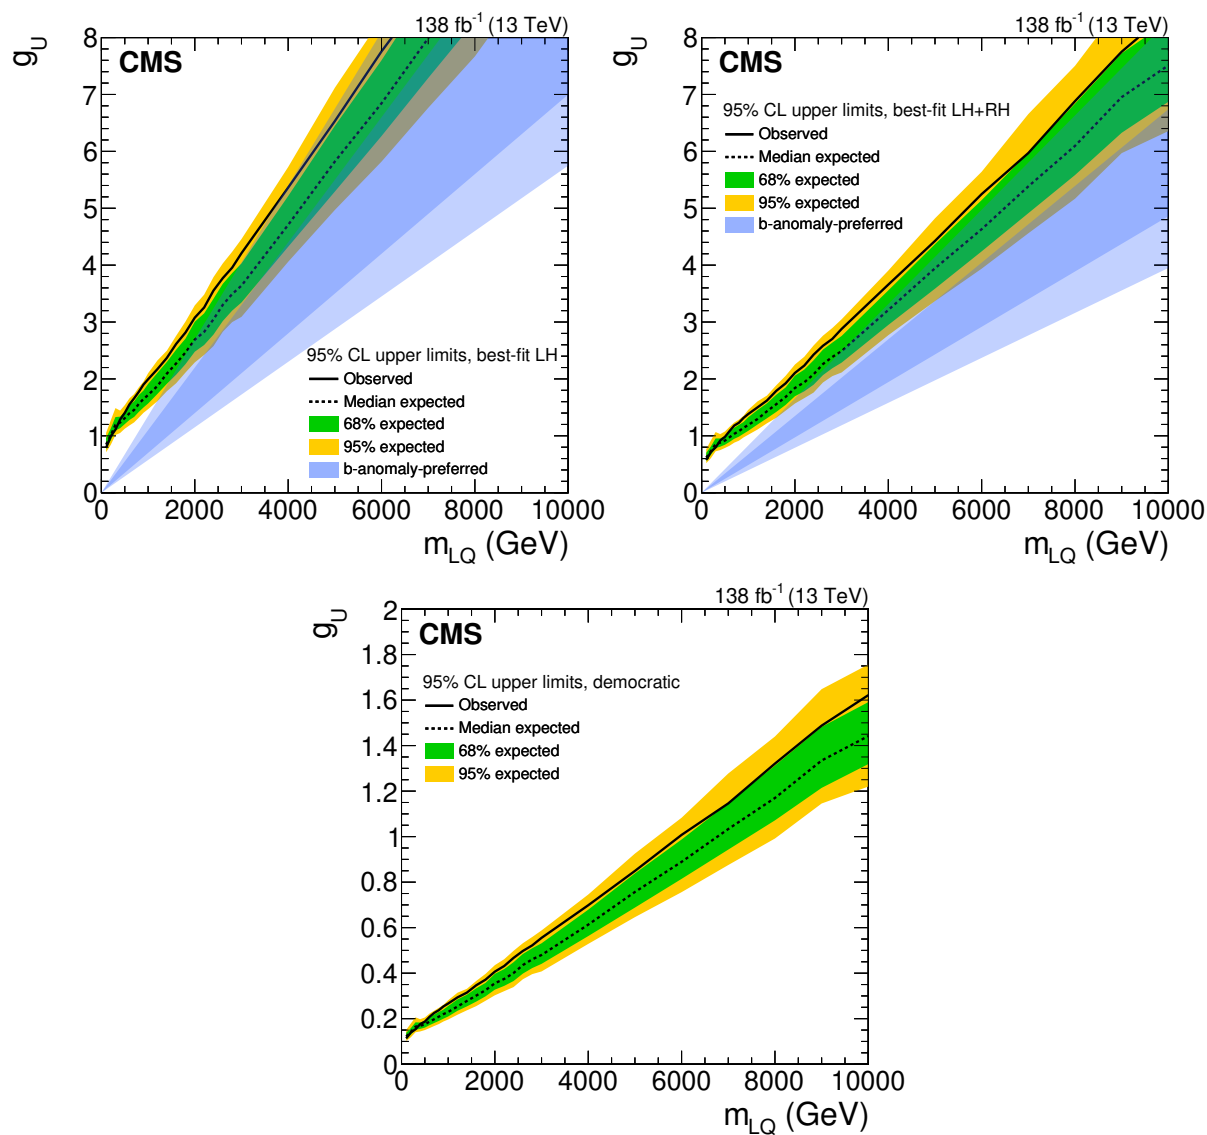 138 fb⁻¹ (13 TeV)
CMS
g_U
8
7
6
5
4
3
2
1
0
95% CL upper limits, best-fit LH
Observed
Median expected
68% expected
95% expected
b-anomaly-preferred
0 2000 4000 6000 8000 10000
m_LQ (GeV)
138 fb⁻¹ (13 TeV)
CMS
g_U
8
7
6
5
4
3
2
1
0
95% CL upper limits, best-fit LH+RH
Observed
Median expected
68% expected
95% expected
b-anomaly-preferred
0 2000 4000 6000 8000 10000
m_LQ (GeV)
138 fb⁻¹ (13 TeV)
CMS
g_U
2
1.8
1.6
1.4
1.2
1
0.8
0.6
0.4
0.2
0
95% CL upper limits, democratic
Observed
Median expected
68% expected
95% expected
0 2000 4000 6000 8000 10000
m_LQ (GeV)